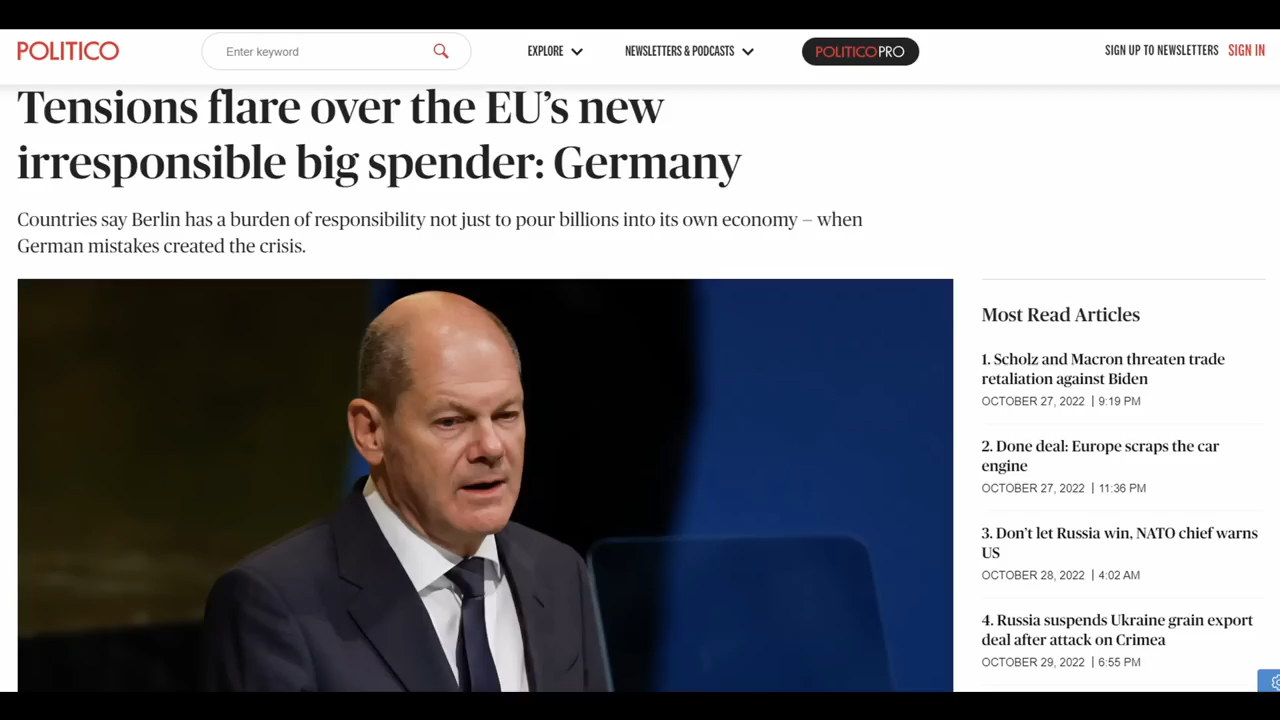 POLITICO
Enter keyword
EXPLORE
NEWSLETTERS & PODCASTS
POLITICOPRO
SIGN UP TO NEWSLETTERS
SIGN IN
Tensions flare over the EU’s new
irresponsible big spender: Germany
Countries say Berlin has a burden of responsibility not just to pour billions into its own economy – when
German mistakes created the crisis.
Most Read Articles
1. Scholz and Macron threaten trade
retaliation against Biden
OCTOBER 27, 2022 | 9:19 PM
2. Done deal: Europe scraps the car
engine
OCTOBER 27, 2022 | 11:36 PM
3. Don’t let Russia win, NATO chief warns
US
OCTOBER 28, 2022 | 4:02 AM
4. Russia suspends Ukraine grain export
deal after attack on Crimea
OCTOBER 29, 2022 | 6:55 PM